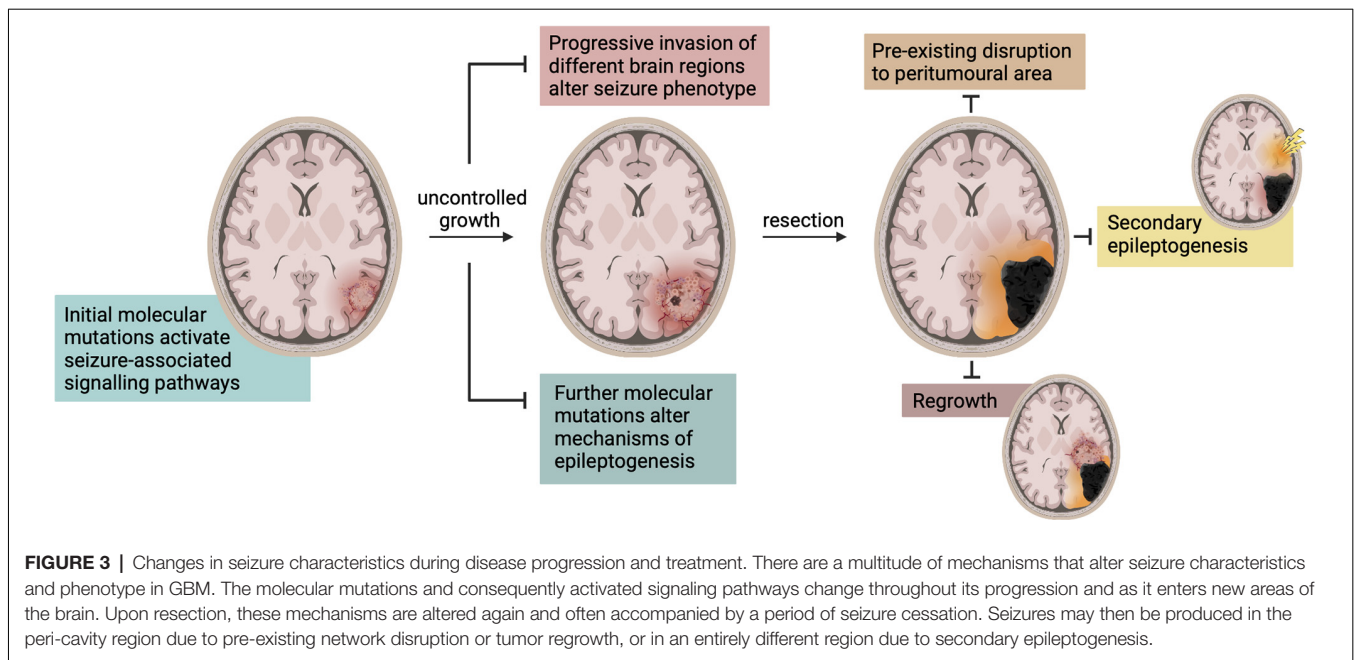 Progressive invasion of
different brain regions
alter seizure phenotype
Pre-existing disruption
to peritumoural area
uncontrolled
growth
resection
Secondary
epileptogenesis
Initial molecular
mutations activate
seizure-associated
signalling pathways
Further molecular
mutations alter
mechanisms of
epileptogenesis
Regrowth
FIGURE 3 | Changes in seizure characteristics during disease progression and treatment. There are a multitude of mechanisms that alter seizure characteristics
and phenotype in GBM. The molecular mutations and consequently activated signaling pathways change throughout its progression and as it enters new areas of
the brain. Upon resection, these mechanisms are altered again and often accompanied by a period of seizure cessation. Seizures may then be produced in the
peri-cavity region due to pre-existing network disruption or tumor regrowth, or in an entirely different region due to secondary epileptogenesis.